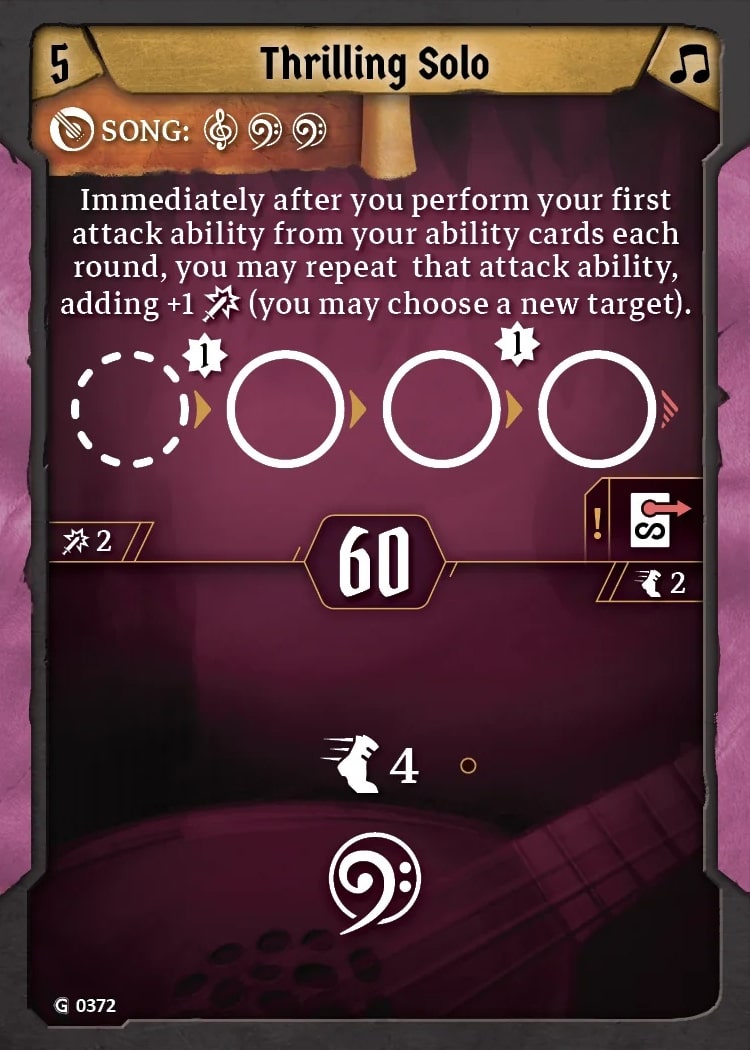 5 Thrilling Solo
SONG:
Immediately after you perform your first
attack ability from your ability cards each
round, you may repeat that attack ability,
adding +1 (you may choose a new target).
1 1
2
60
2
4
G 0372